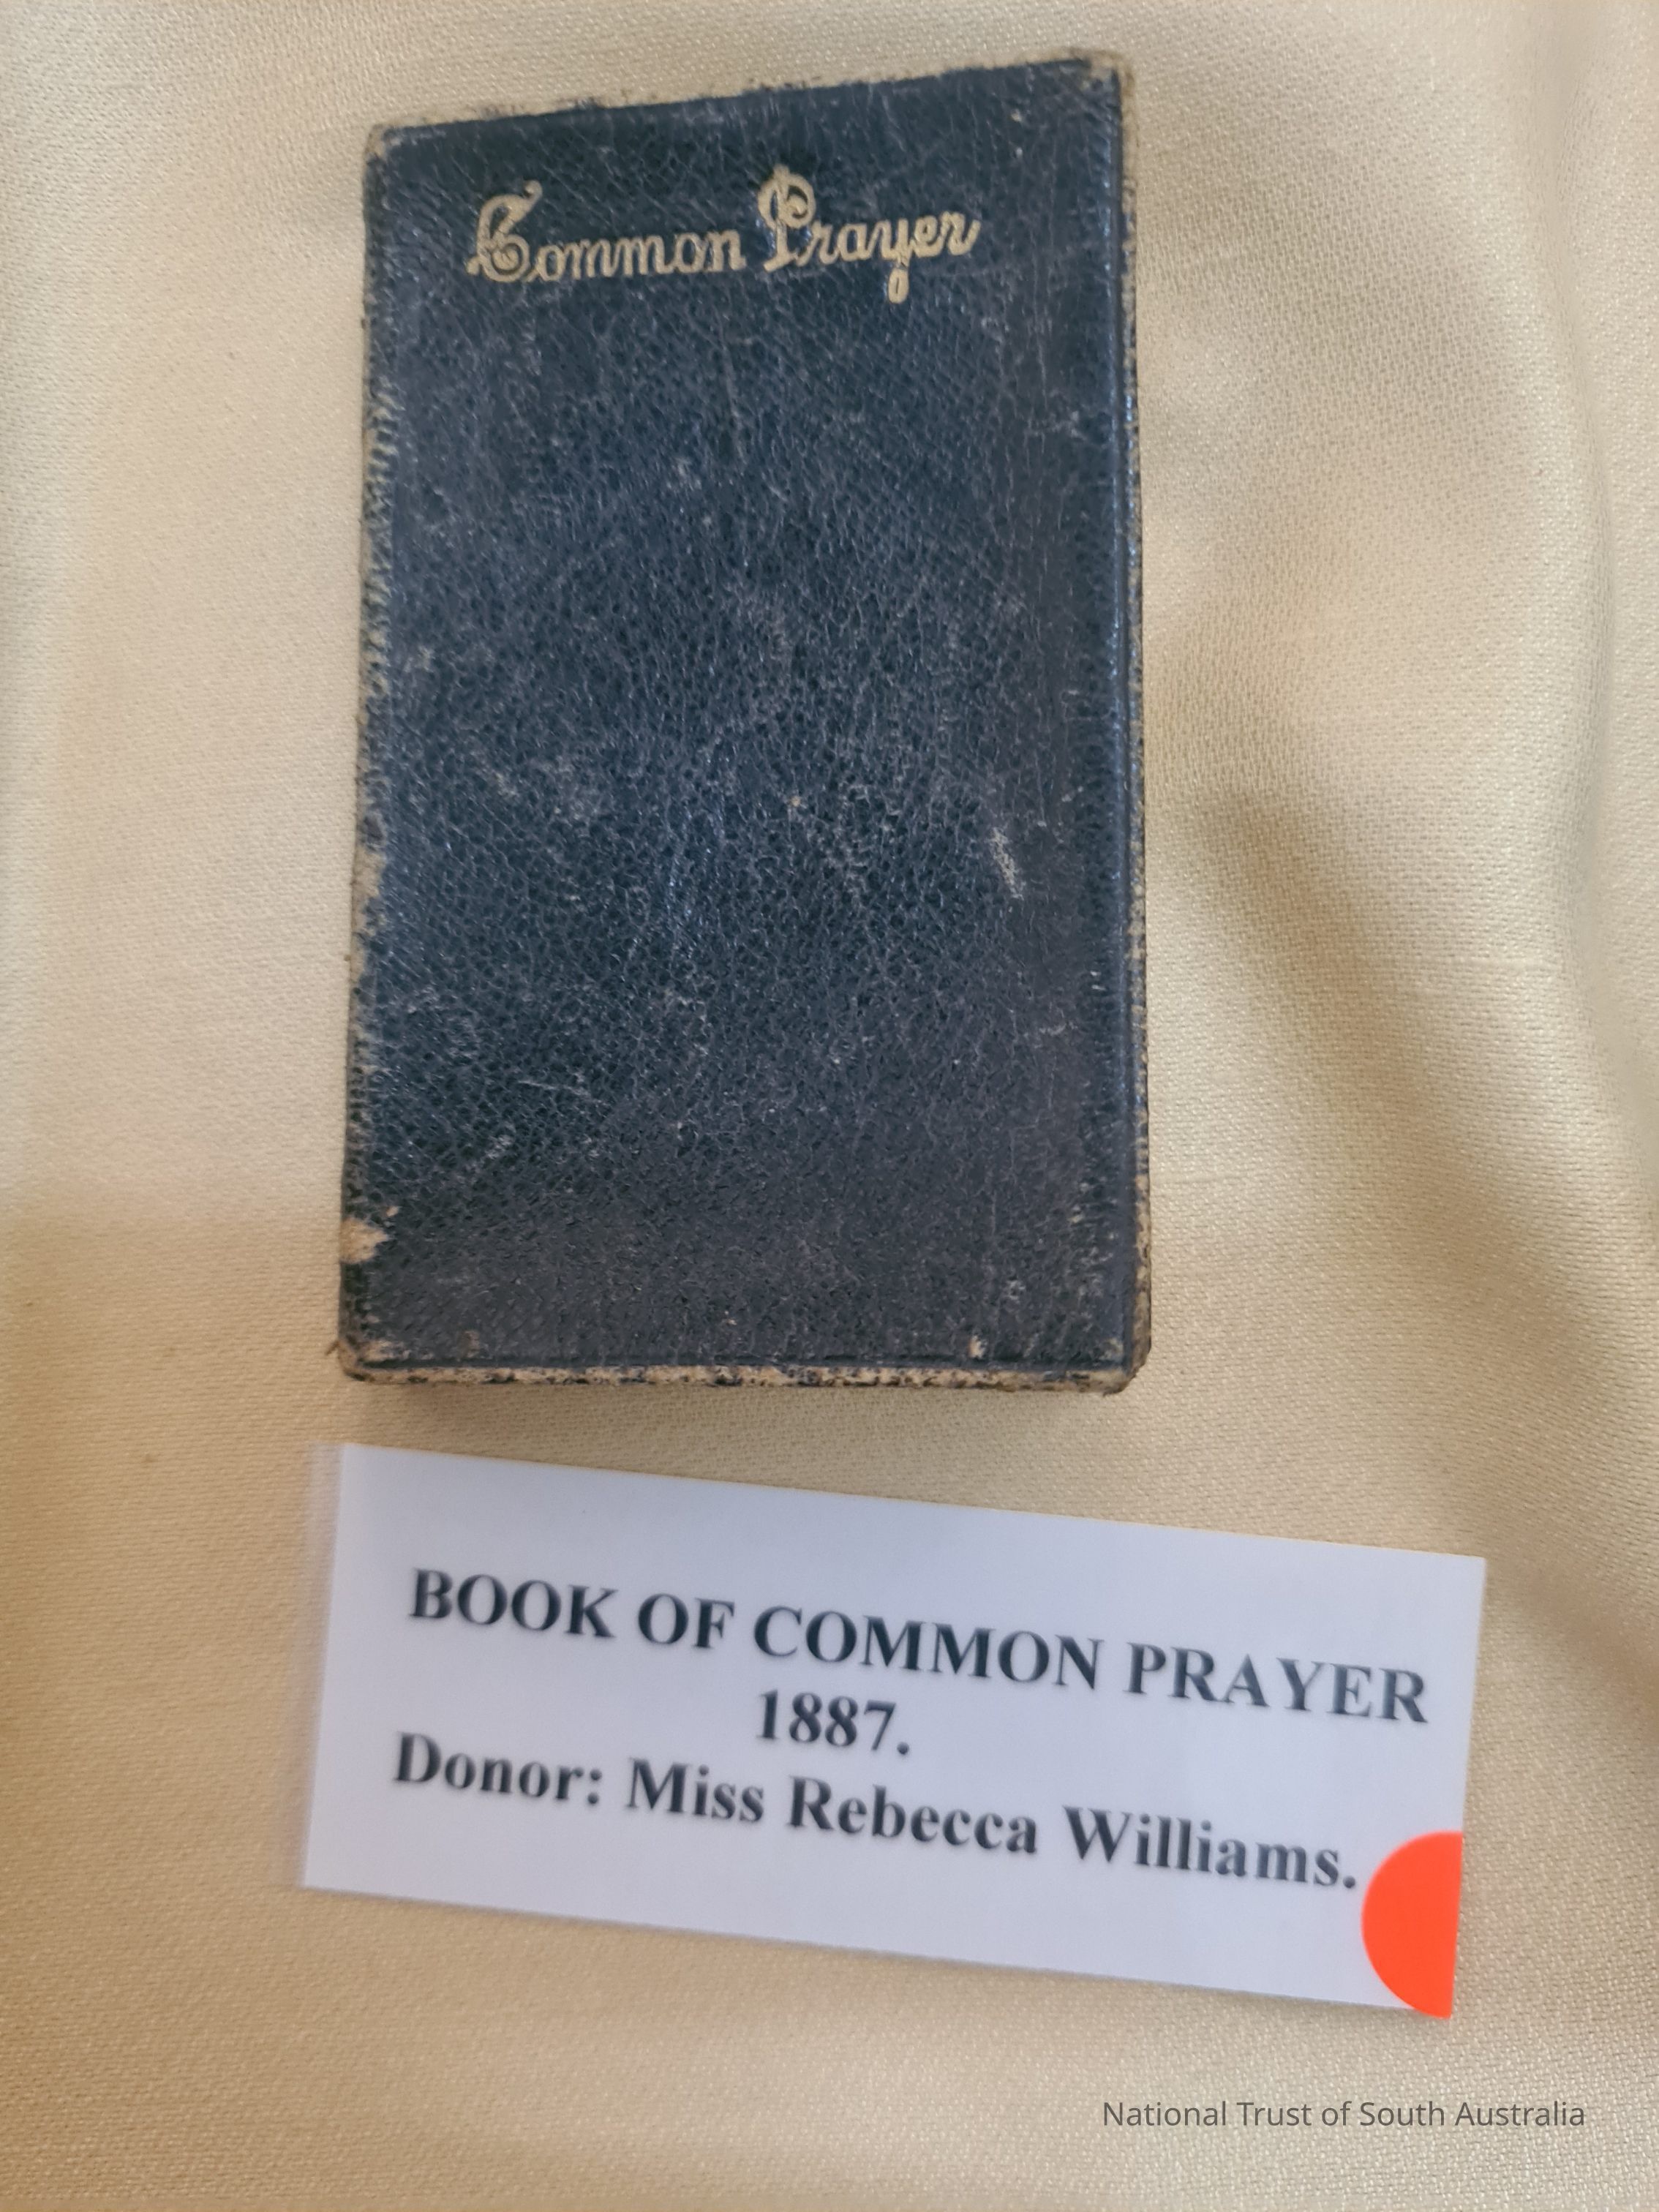 Common Prayer
BOOK OF COMMON PRAYER
1887.
Donor: Miss Rebecca Williams.
National Trust of South Australia